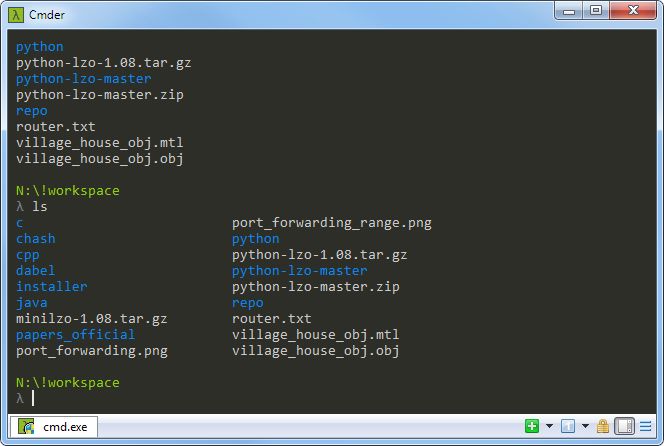 Cmder
python
python-lzo-1.08.tar.gz
python-lzo-master
python-lzo-master.zip
repo
router.txt
village_house_obj.mtl
village_house_obj.obj
N:\!workspace
λ ls
c port_forwarding_range.png
chash python
cpp python-lzo-1.08.tar.gz
dabel python-lzo-master
installer python-lzo-master.zip
java repo
minilzo-1.08.tar.gz router.txt
papers_official village_house_obj.mtl
port_forwarding.png village_house_obj.obj
N:\!workspace
λ
cmd.exe